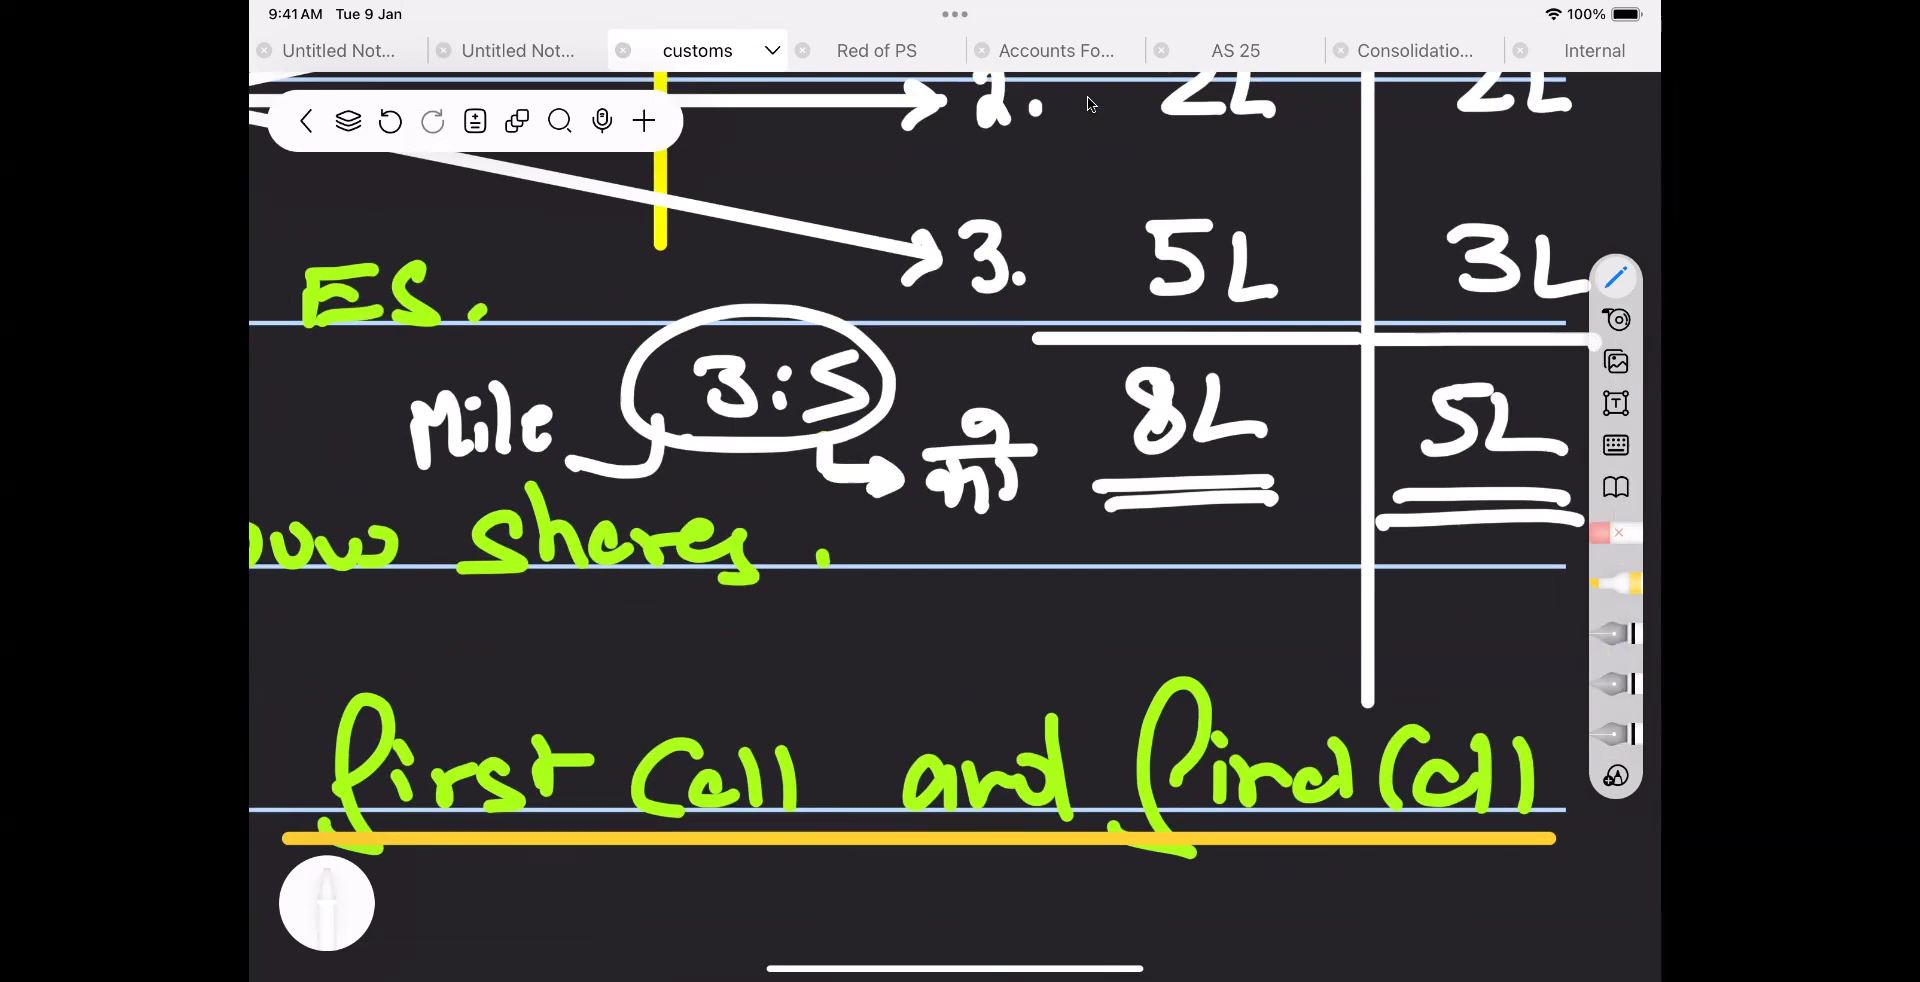 9:41 AM Tue 9 Jan
100%
Untitled Not... Untitled Not... customs Red of PS Accounts Fo... AS 25 Consolidatio... Internal
2. 2L 2L
3. 5L 3L
ES.
3:5
8L 5L
shares.
first Call and final Call